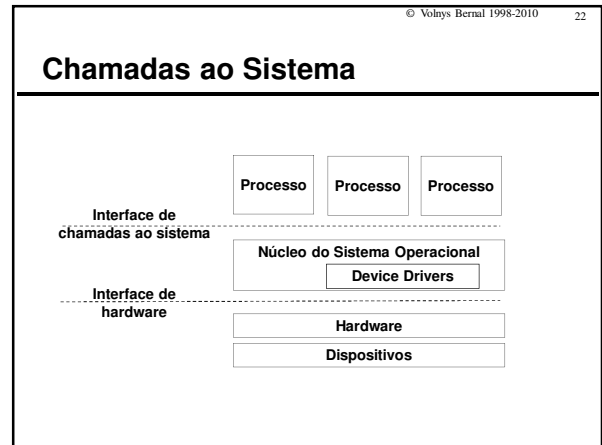 © Volnys Bernal 1998-2010 22
Chamadas ao Sistema
Processo Processo Processo
Interface de
chamadas ao sistema
Núcleo do Sistema Operacional
Device Drivers
Interface de
hardware
Hardware
Dispositivos